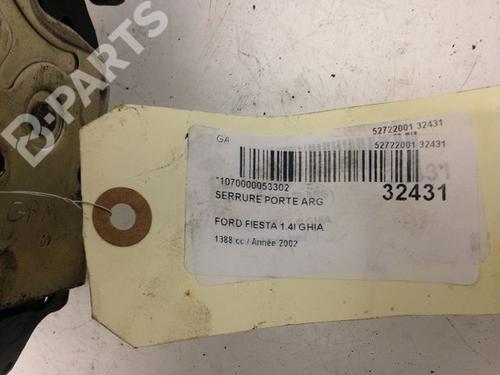 B-PARTS
GA
52722001 32431
52722001 32431
*1070000053302
32431
SERRURE PORTE ARG
FORD FIESTA 1.4I GHIA
1388 cc / Année 2002
GAM